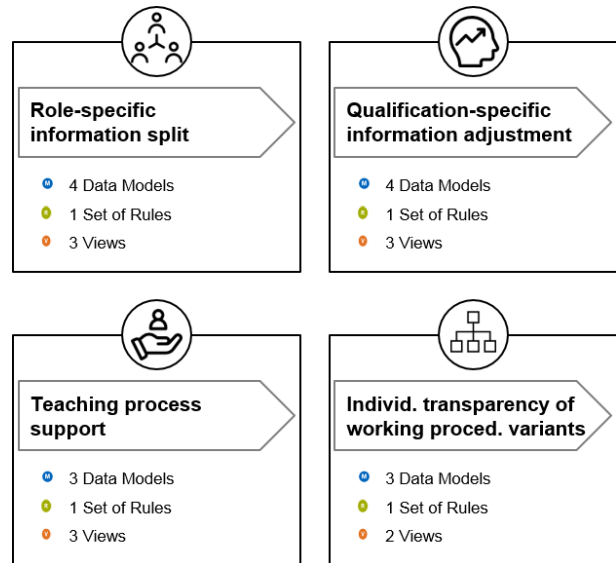 Role-specific
information split
M 4 Data Models
R 1 Set of Rules
V 3 Views
Qualification-specific
information adjustment
M 4 Data Models
R 1 Set of Rules
V 3 Views
Teaching process
support
M 3 Data Models
R 1 Set of Rules
V 3 Views
Individ. transparency of
working proced. variants
M 3 Data Models
R 1 Set of Rules
V 2 Views